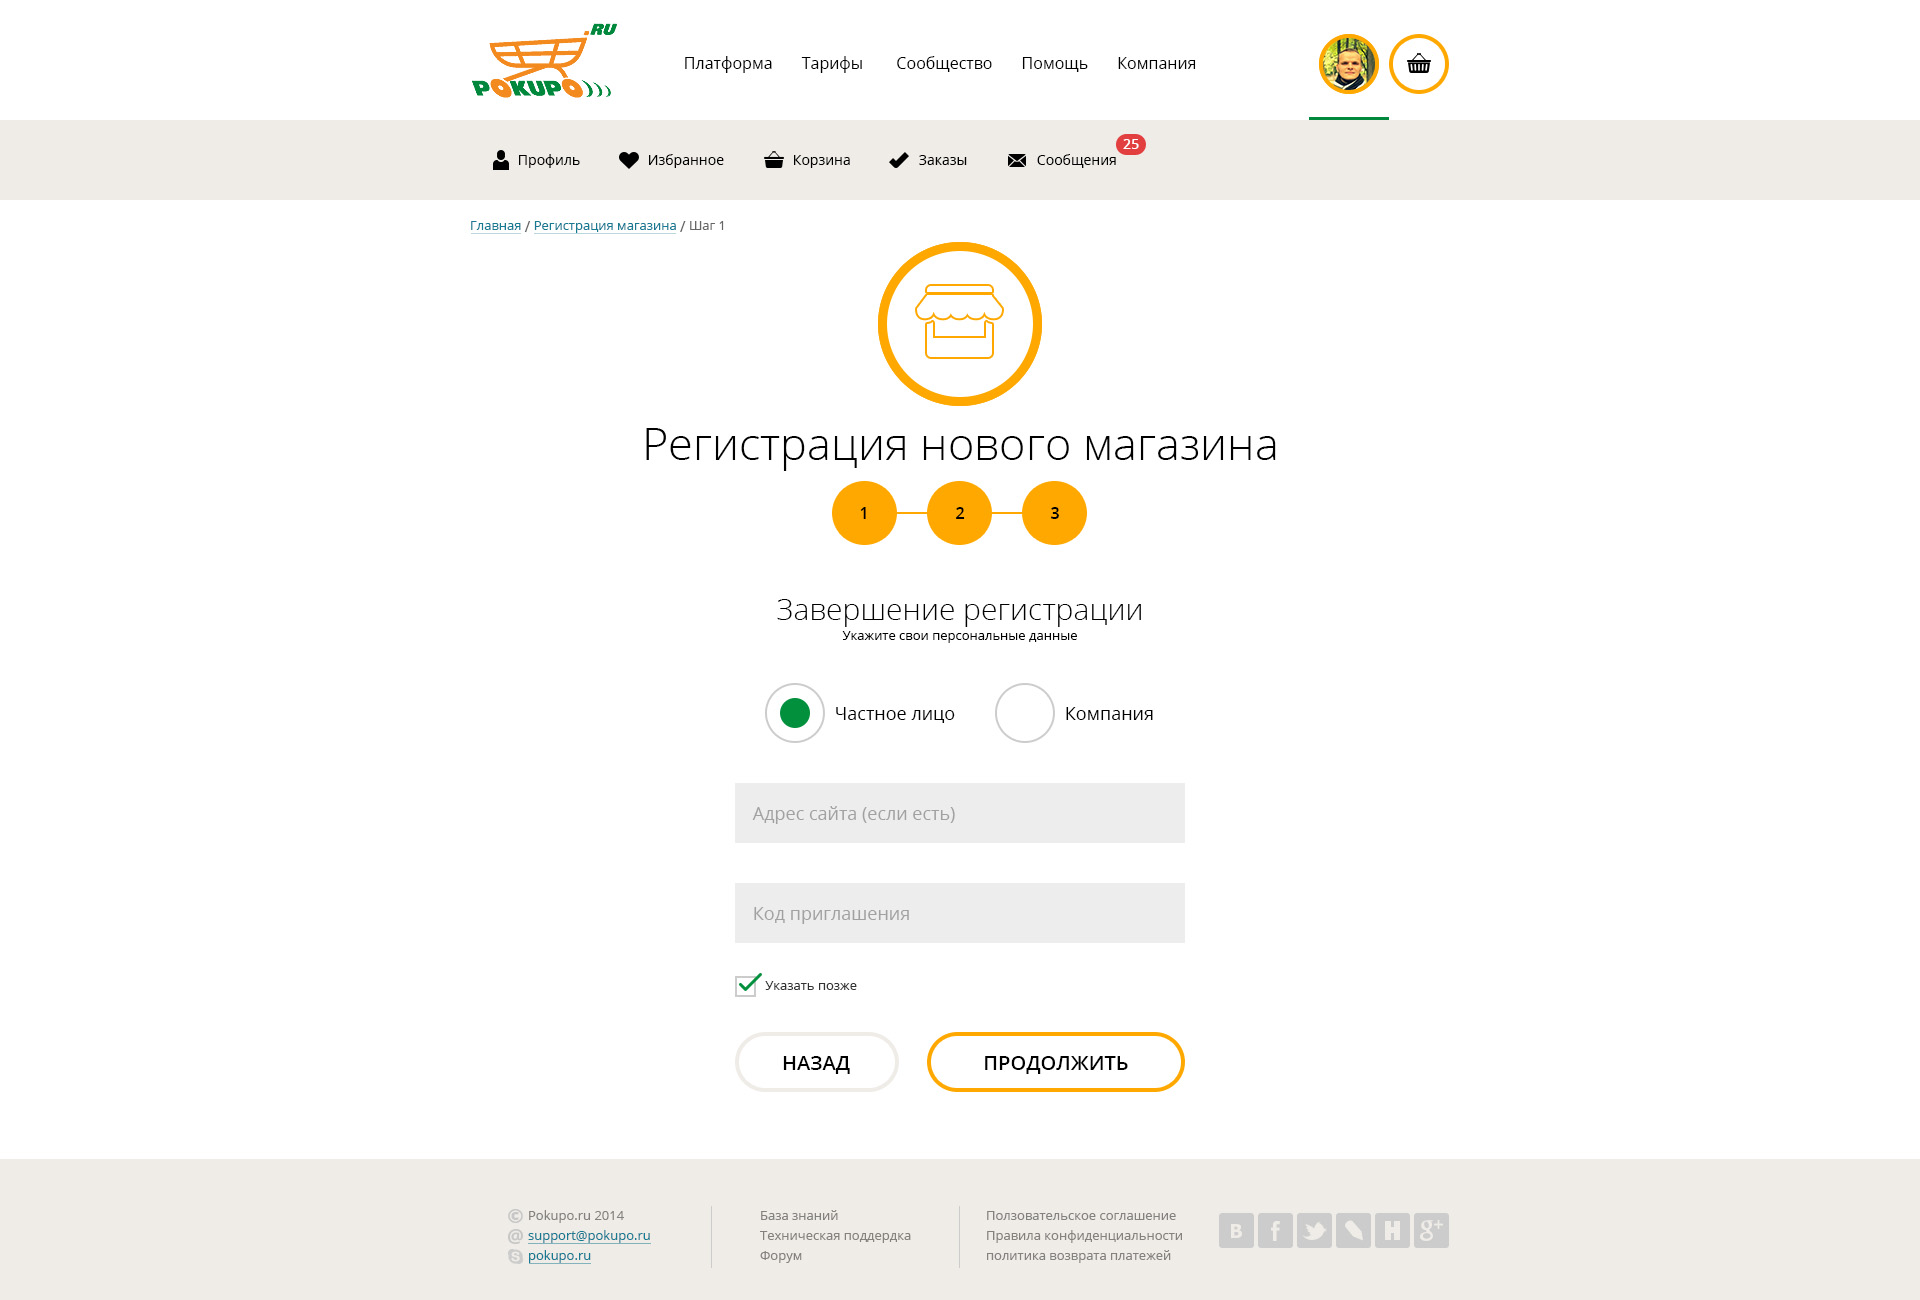 .RU
POKUPO
Платформа Тарифы Сообщество Помощь Компания
25
Профиль Избранное Корзина Заказы Сообщения
Главная / Регистрация магазина / Шаг 1
Регистрация нового магазина
1 2 3
Завершение регистрации
Укажите свои персональные данные
Частное лицо Компания
Адрес сайта (если есть)
Код приглашения
Указать позже
НАЗАД ПРОДОЛЖИТЬ
© Pokupo.ru 2014
@ support@pokupo.ru
pokupo.ru
База знаний
Техническая поддердка
Форум
Ползовательское соглашение
Правила конфиденциальности
политика возврата платежей
В f H g+